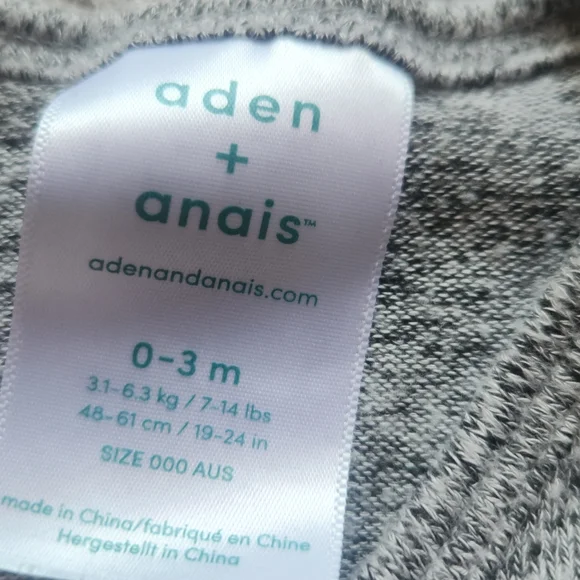 aden
+
anais™
adenandanais.com
0-3 m
3.1-6.3 kg / 7-14 lbs
48-61 cm / 19-24 in
SIZE 000 AUS
made in China/fabriqué en Chine
Hergestellt in China